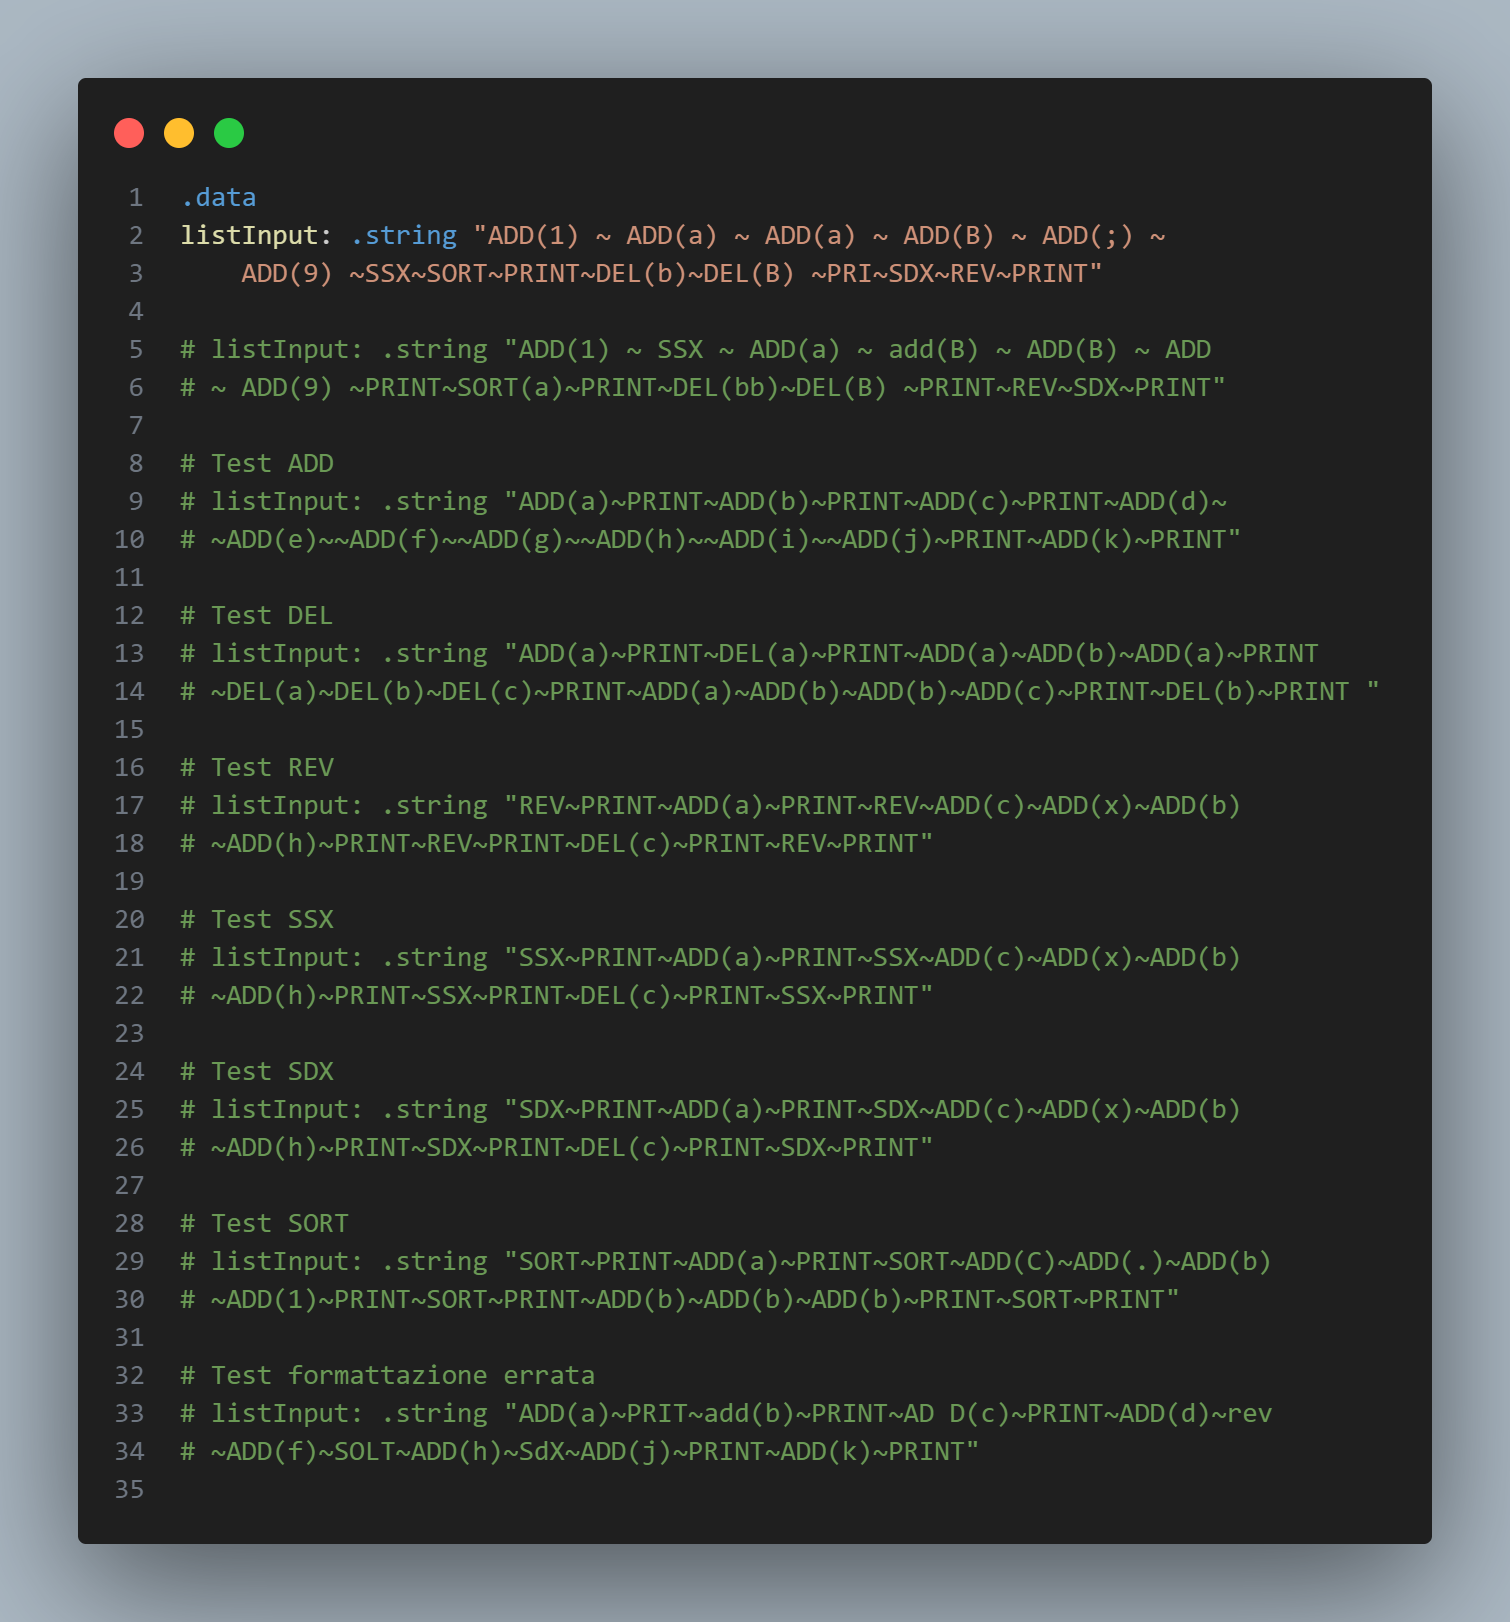 1 .data
2 listInput: .string "ADD(1) ~ ADD(a) ~ ADD(a) ~ ADD(B) ~ ADD(;) ~
3     ADD(9) ~SSX~SORT~PRINT~DEL(b)~DEL(B) ~PRI~SDX~REV~PRINT"
4
5 # listInput: .string "ADD(1) ~ SSX ~ ADD(a) ~ add(B) ~ ADD(B) ~ ADD
6 # ~ ADD(9) ~PRINT~SORT(a)~PRINT~DEL(bb)~DEL(B) ~PRINT~REV~SDX~PRINT"
7
8 # Test ADD
9 # listInput: .string "ADD(a)~PRINT~ADD(b)~PRINT~ADD(c)~PRINT~ADD(d)~
10 # ~ADD(e)~~ADD(f)~~ADD(g)~~ADD(h)~~ADD(i)~~ADD(j)~PRINT~ADD(k)~PRINT"
11
12 # Test DEL
13 # listInput: .string "ADD(a)~PRINT~DEL(a)~PRINT~ADD(a)~ADD(b)~ADD(a)~PRINT
14 # ~DEL(a)~DEL(b)~DEL(c)~PRINT~ADD(a)~ADD(b)~ADD(b)~ADD(c)~PRINT~DEL(b)~PRINT "
15
16 # Test REV
17 # listInput: .string "REV~PRINT~ADD(a)~PRINT~REV~ADD(c)~ADD(x)~ADD(b)
18 # ~ADD(h)~PRINT~REV~PRINT~DEL(c)~PRINT~REV~PRINT"
19
20 # Test SSX
21 # listInput: .string "SSX~PRINT~ADD(a)~PRINT~SSX~ADD(c)~ADD(x)~ADD(b)
22 # ~ADD(h)~PRINT~SSX~PRINT~DEL(c)~PRINT~SSX~PRINT"
23
24 # Test SDX
25 # listInput: .string "SDX~PRINT~ADD(a)~PRINT~SDX~ADD(c)~ADD(x)~ADD(b)
26 # ~ADD(h)~PRINT~SDX~PRINT~DEL(c)~PRINT~SDX~PRINT"
27
28 # Test SORT
29 # listInput: .string "SORT~PRINT~ADD(a)~PRINT~SORT~ADD(C)~ADD(.)~ADD(b)
30 # ~ADD(1)~PRINT~SORT~PRINT~ADD(b)~ADD(b)~ADD(b)~PRINT~SORT~PRINT"
31
32 # Test formattazione errata
33 # listInput: .string "ADD(a)~PRIT~add(b)~PRINT~AD D(c)~PRINT~ADD(d)~rev
34 # ~ADD(f)~SOLT~ADD(h)~SdX~ADD(j)~PRINT~ADD(k)~PRINT"
35